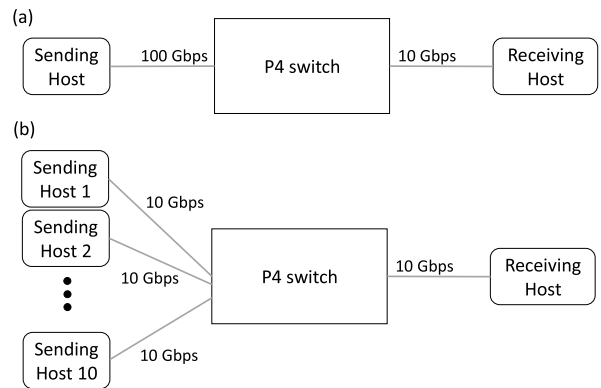 (a)
Sending
Host
100 Gbps
P4 switch
10 Gbps
Receiving
Host
(b)
Sending
Host 1
10 Gbps
Sending
Host 2
10 Gbps
P4 switch
10 Gbps
Receiving
Host
Sending
Host 10
10 Gbps